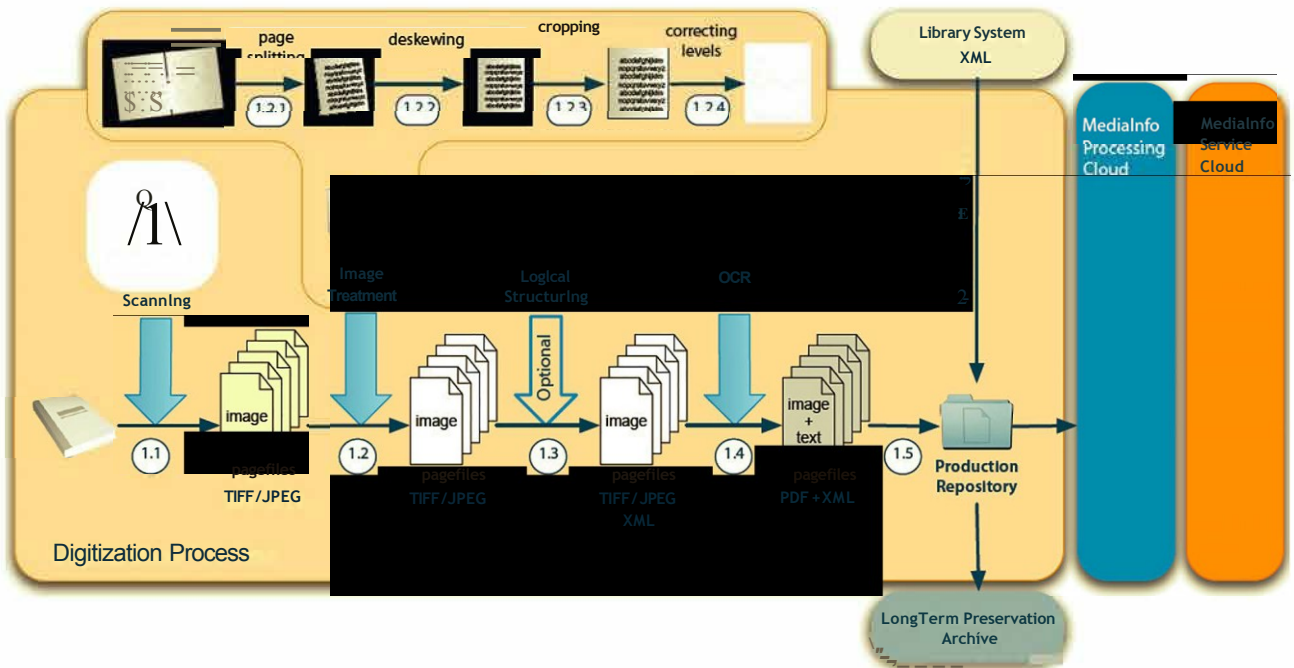 page
splitting
deskewing
cropping
correcting
levels
abcdefghijklm
nopqrstuvwxyz
1.2.1
1.2.2
1.2.3
1.2.4
Library System
XML
MediaInfo
Processing
Cloud
MediaInfo
Service
Cloud
Scanning
Image
Treatment
Logical
Structuring
OCR
Optional
image
image
image
image
+
text
1.1
1.2
1.3
1.4
1.5
pagefiles
TIFF/JPEG
pagefiles
TIFF/JPEG
pagefiles
TIFF/JPEG
XML
pagefiles
PDF+XML
Production
Repository
Digitization Process
LongTerm Preservation
Archive